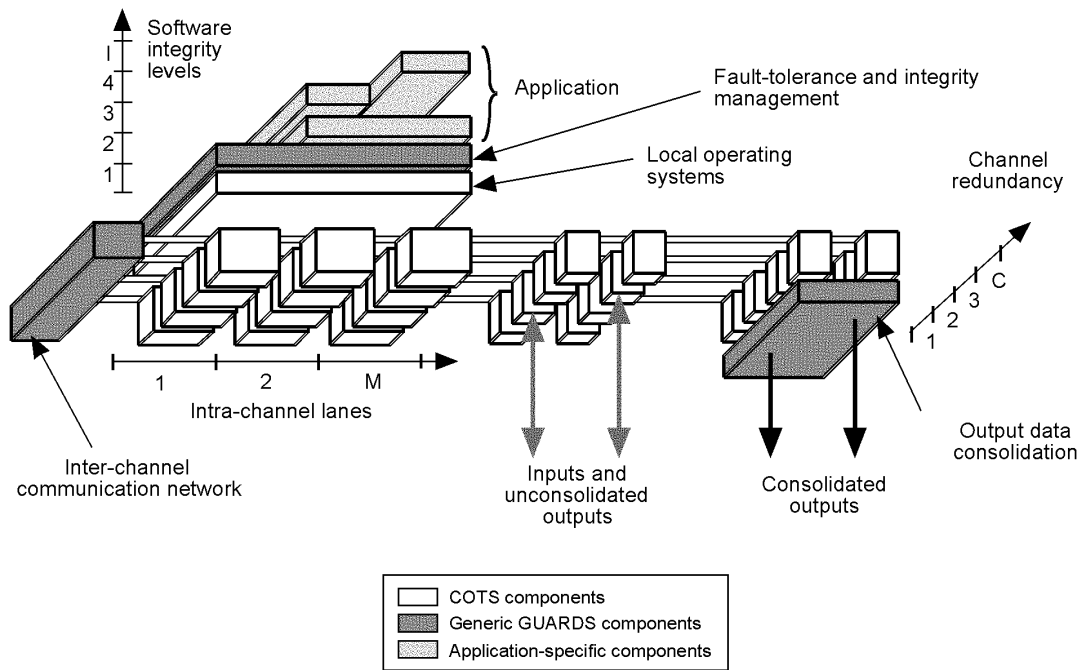 Software
integrity
levels
I
4
3
2
1
Application
Fault-tolerance and integrity
management
Local operating
systems
Channel
redundancy
C
3
2
1
1
2
M
Intra-channel lanes
Inter-channel
communication network
Inputs and
unconsolidated
outputs
Consolidated
outputs
Output data
consolidation
COTS components
Generic GUARDS components
Application-specific components